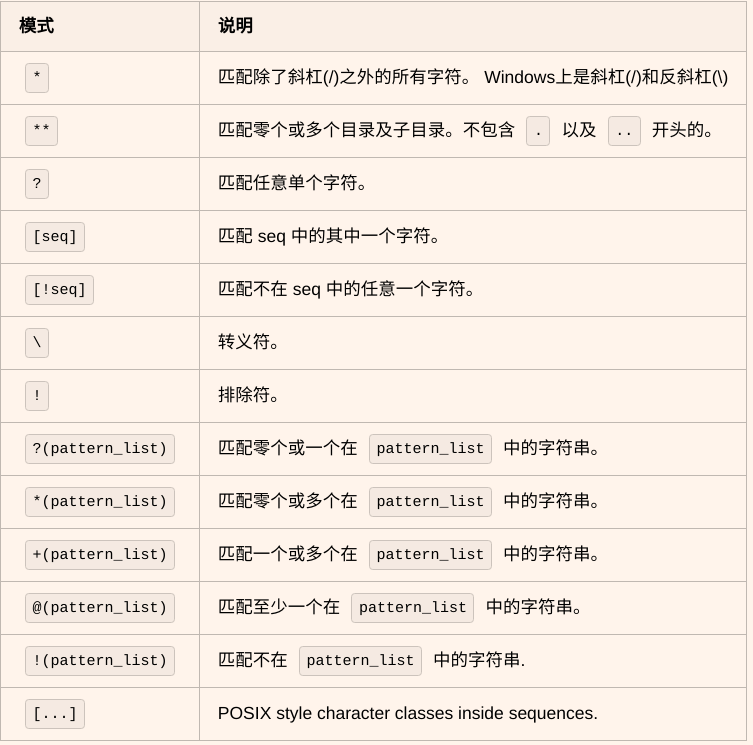 模式 说明
* 匹配除了斜杠(/)之外的所有字符。 Windows上是斜杠(/)和反斜杠(\)
** 匹配零个或多个目录及子目录。不包含 . 以及 .. 开头的。
? 匹配任意单个字符。
[seq] 匹配 seq 中的其中一个字符。
[!seq] 匹配不在 seq 中的任意一个字符。
\ 转义符。
! 排除符。
?(pattern_list) 匹配零个或一个在 pattern_list 中的字符串。
*(pattern_list) 匹配零个或多个在 pattern_list 中的字符串。
+(pattern_list) 匹配一个或多个在 pattern_list 中的字符串。
@(pattern_list) 匹配至少一个在 pattern_list 中的字符串。
!(pattern_list) 匹配不在 pattern_list 中的字符串.
[...] POSIX style character classes inside sequences.